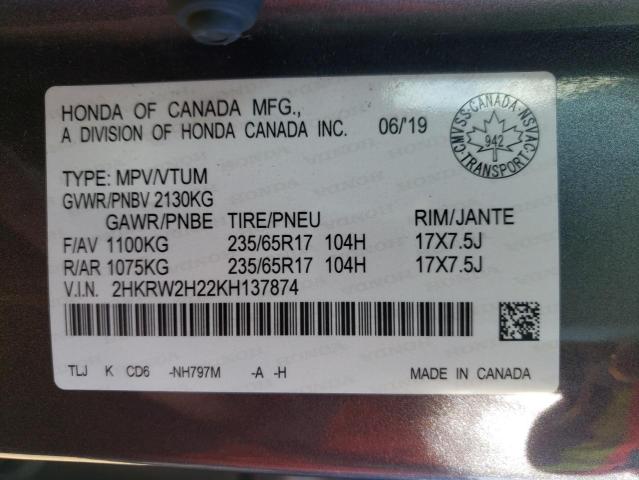 HONDA OF CANADA MFG.,
A DIVISION OF HONDA CANADA INC. 06/19
CMVSS-CANADA-NSVAC-TRANSPORT-
942
TYPE: MPV/VTUM
GVWR/PNBV 2130KG
GAWR/PNBE TIRE/PNEU RIM/JANTE
F/AV 1100KG 235/65R17 104H 17X7.5J
R/AR 1075KG 235/65R17 104H 17X7.5J
V.I.N. 2HKRW2H22KH137874
TLJ K CD6 -NH797M -A -H MADE IN CANADA